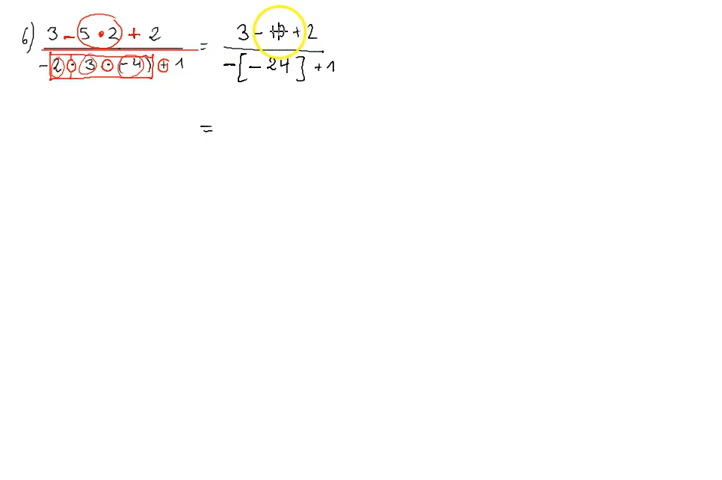 6) 3 - 5 • 2 + 2 = 3 - 10 + 2
- 2 • 3 • (-4) + 1 -[-24] + 1
=